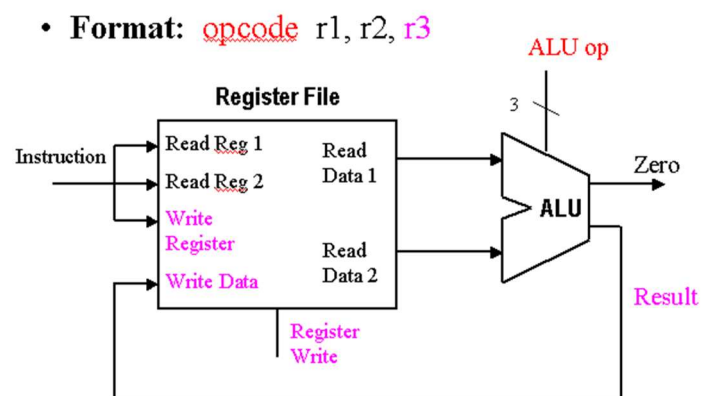 • Format: opcode r1, r2, r3
ALU op
3
Register File
Instruction
Read Reg 1
Read Reg 2
Write
Register
Write Data
Read
Data 1
Read
Data 2
Register
Write
ALU
Zero
Result